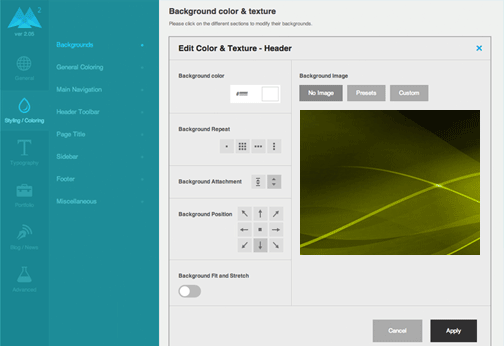 2
ver 2.05
General
Styling / Coloring
Typography
Portfolio
Blog / News
Advanced
Backgrounds
General Coloring
Main Navigation
Header Toolbar
Page Title
Sidebar
Footer
Miscellaneous
Background color & texture
Please click on the different sections to modify their backgrounds.
Edit Color & Texture - Header
Background color
#ffffff
Background Repeat
Background Attachment
Background Position
Background Fit and Stretch
Background Image
No Image
Presets
Custom
Cancel
Apply